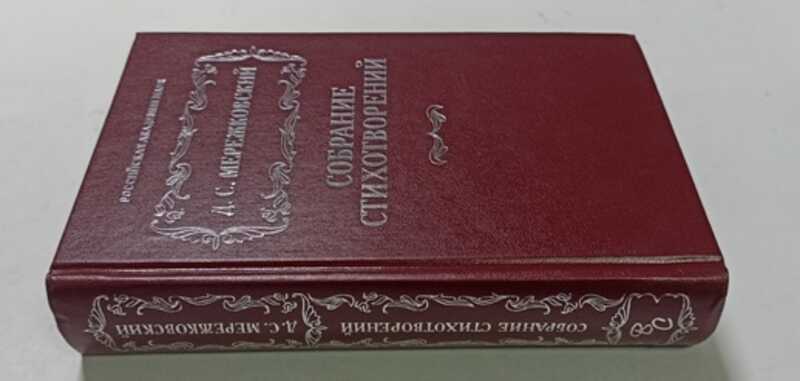 РОССИЙСКАЯ АКАДЕМИЯ НАУК
Д. С. МЕРЕЖКОВСКИЙ
СОБРАНИЕ
СТИХОТВОРЕНИЙ
Д. С. МЕРЕЖКОВСКИЙ
СОБРАНИЕ СТИХОТВОРЕНИЙ